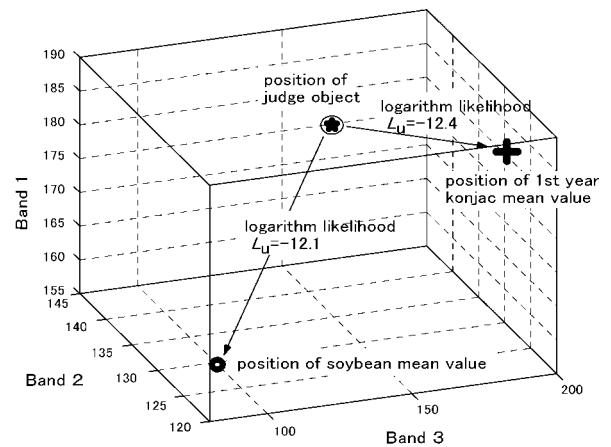 190
185
180
175
170
165
160
155
Band 1
145
140
135
130
125
120
Band 2
100
150
200
Band 3
position of
judge object
logarithm likelihood
Lu=-12.4
position of 1st year
konjac mean value
logarithm likelihood
Lu=-12.1
position of soybean mean value